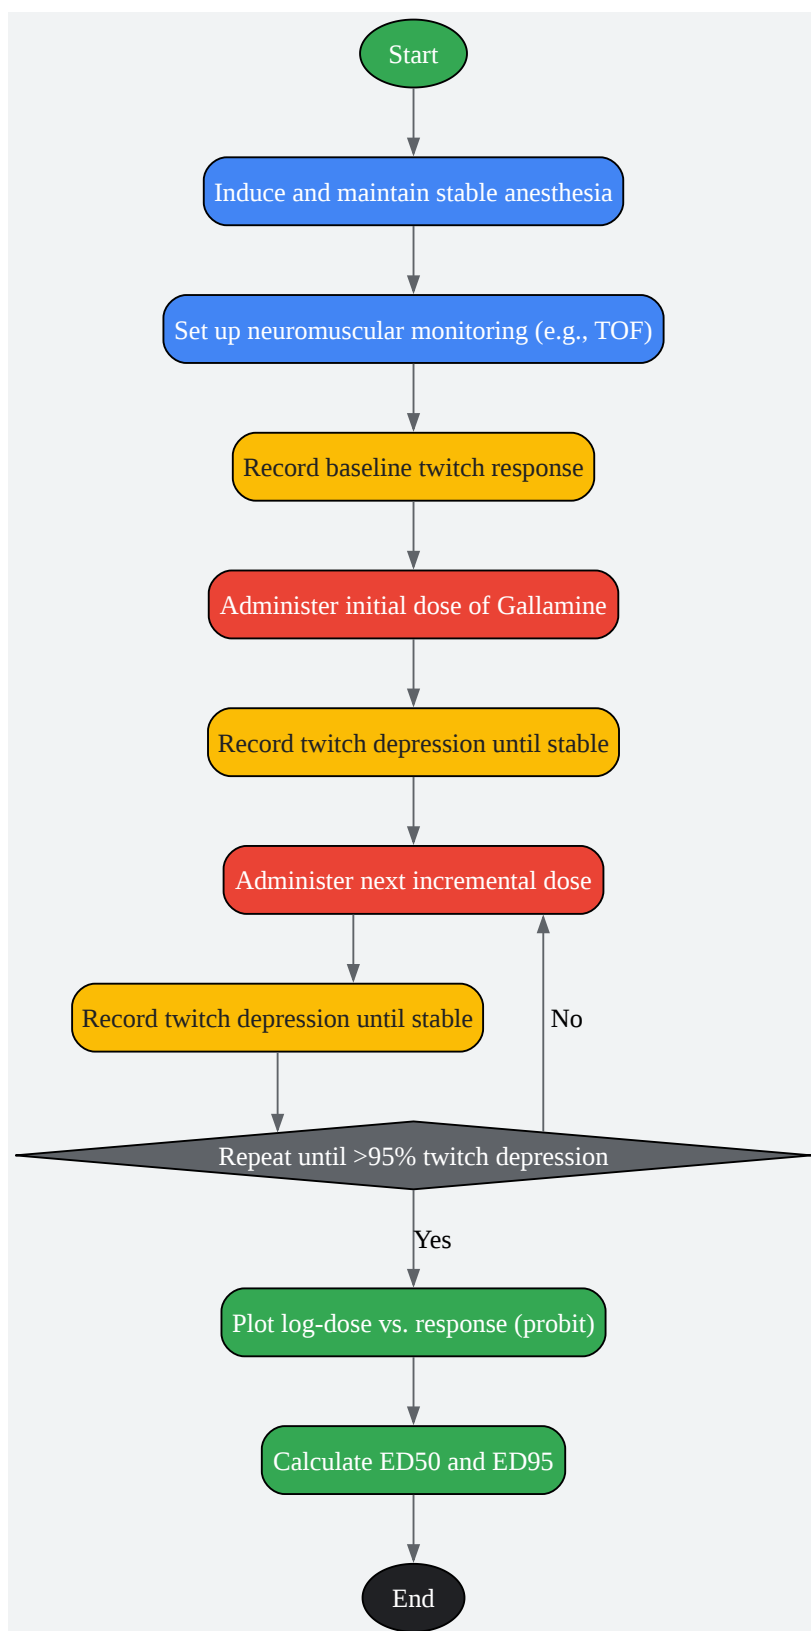 Start
Induce and maintain stable anesthesia
Set up neuromuscular monitoring (e.g., TOF)
Record baseline twitch response
Administer initial dose of Gallamine
Record twitch depression until stable
Administer next incremental dose
Record twitch depression until stable
No
Repeat until >95% twitch depression
Yes
Plot log-dose vs. response (probit)
Calculate ED50 and ED95
End